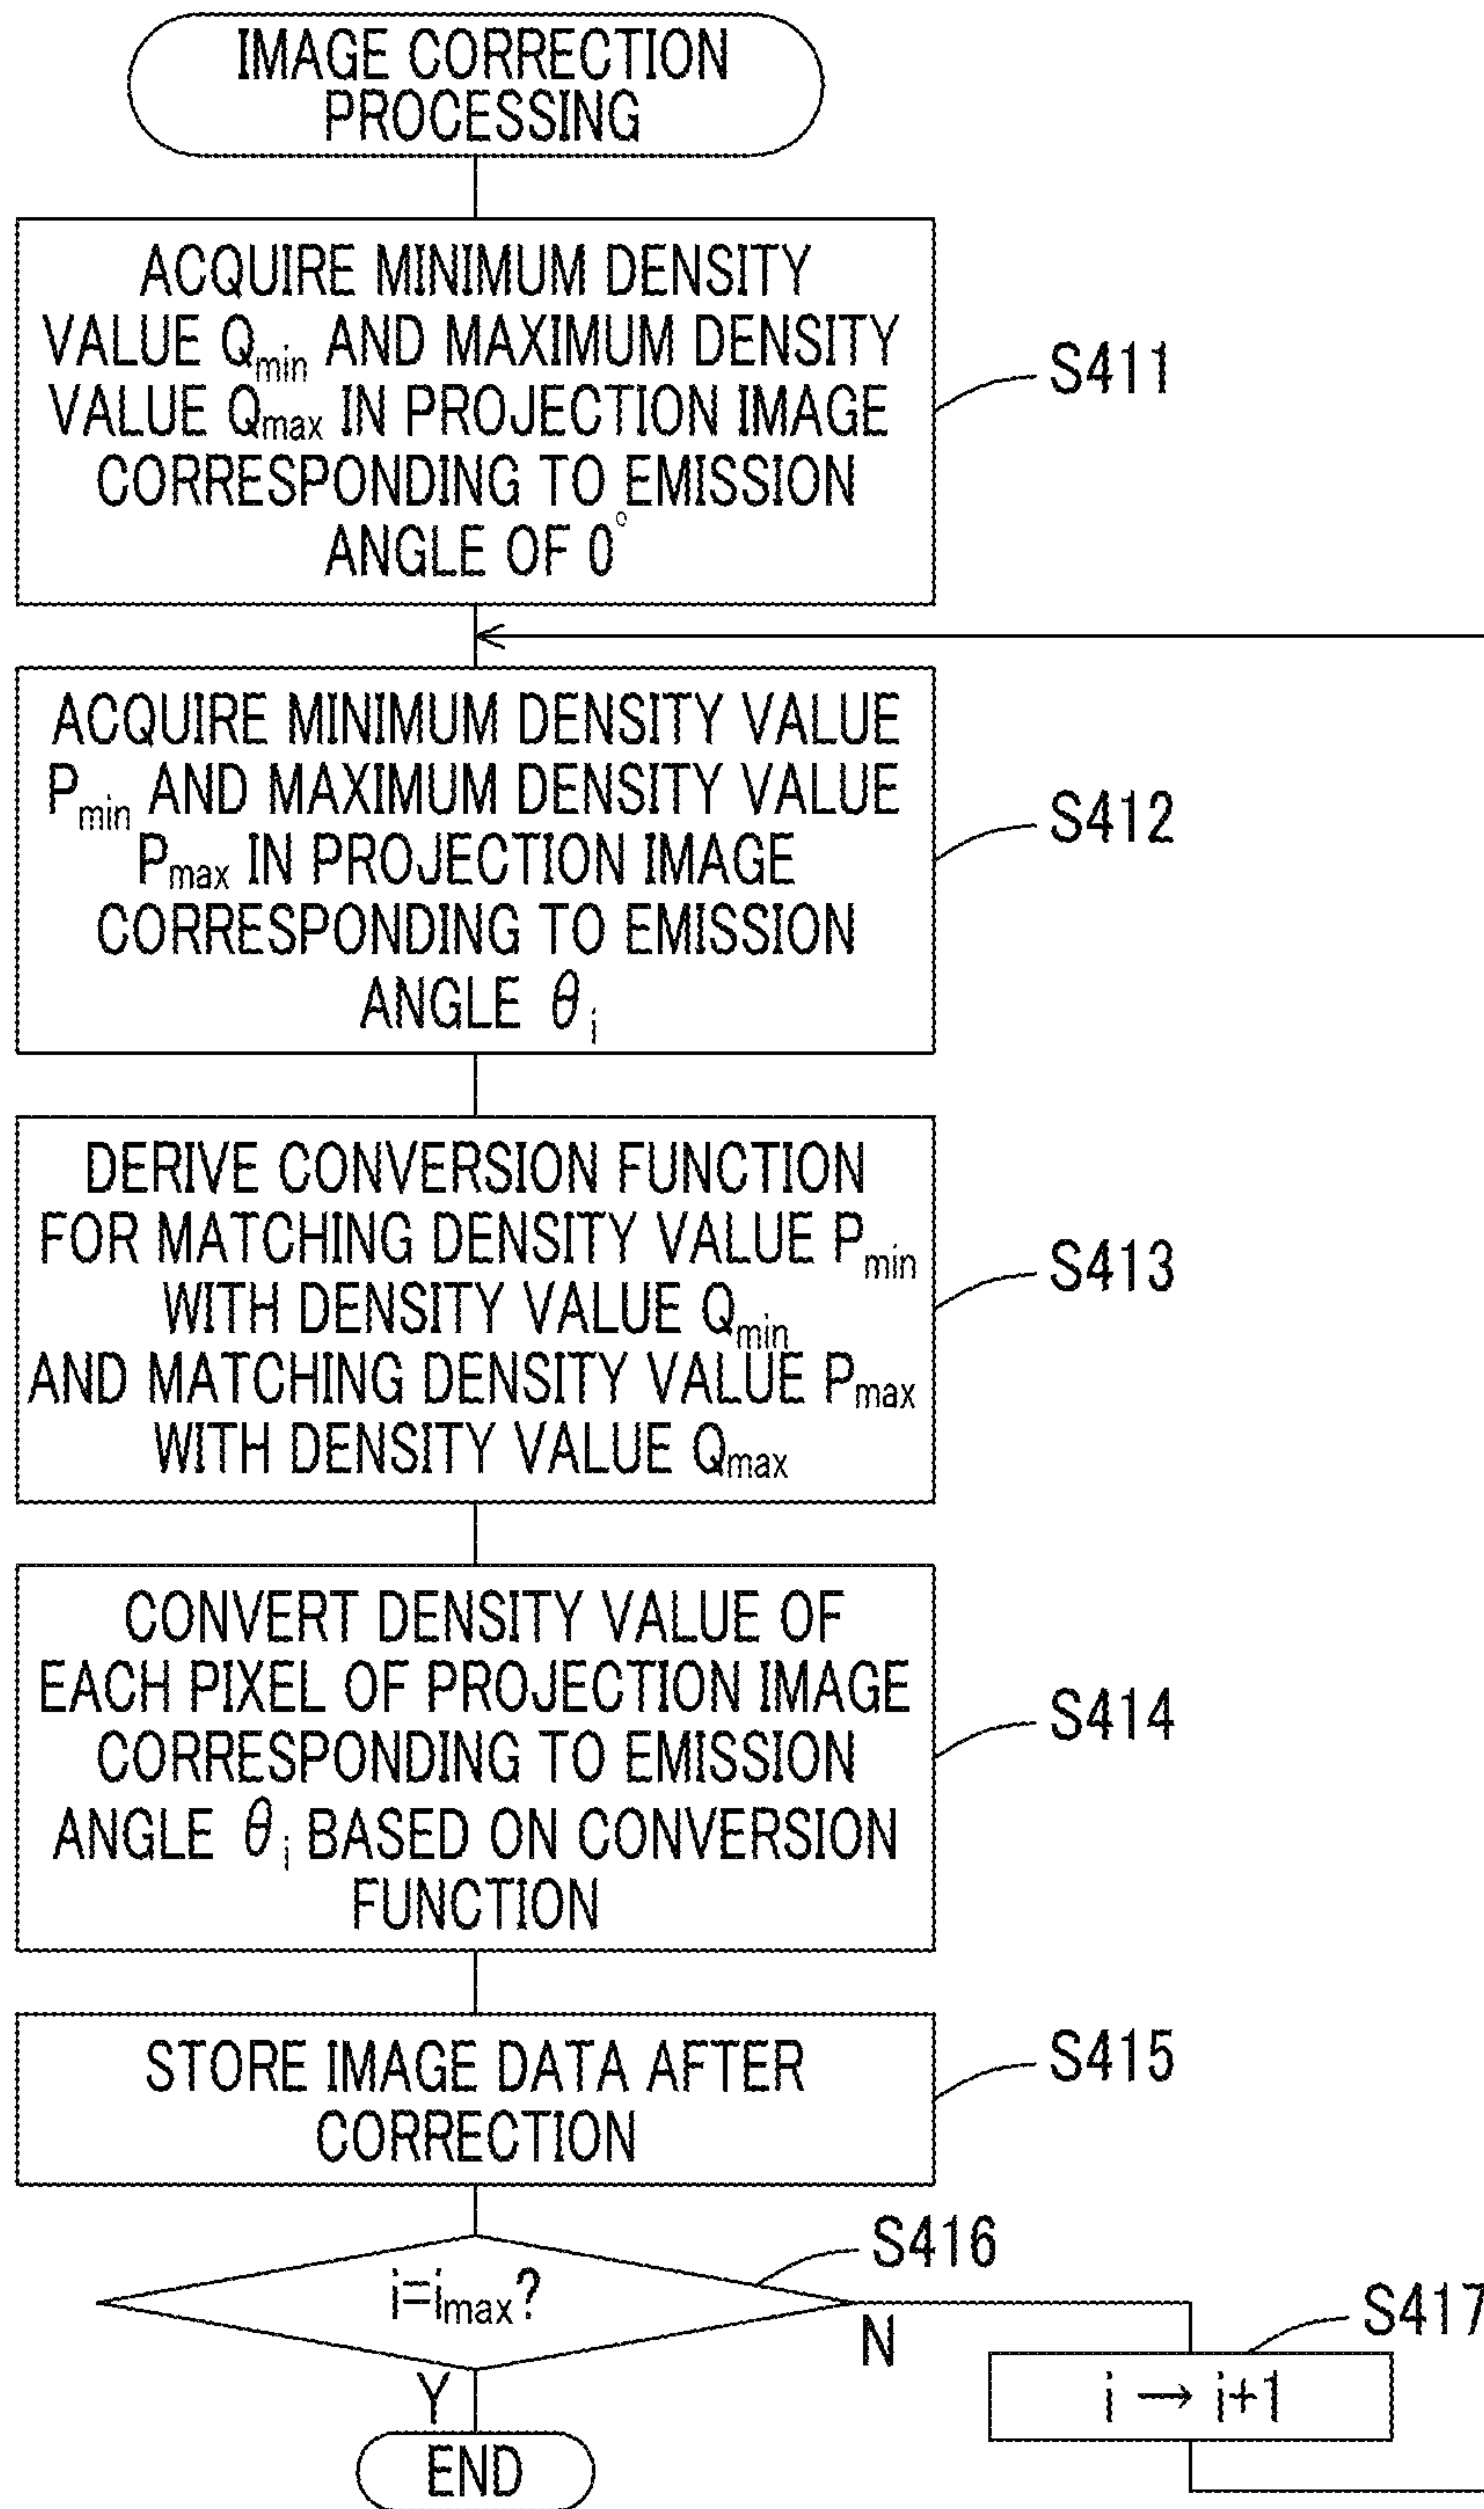 IMAGE CORRECTION
PROCESSING
ACQUIRE MINIMUM DENSITY
VALUE Qmin AND MAXIMUM DENSITY
VALUE Qmax IN PROJECTION IMAGE
CORRESPONDING TO EMISSION
ANGLE OF 0°
S411
ACQUIRE MINIMUM DENSITY VALUE
Pmin AND MAXIMUM DENSITY VALUE
Pmax IN PROJECTION IMAGE
CORRESPONDING TO EMISSION
ANGLE θi
S412
DERIVE CONVERSION FUNCTION
FOR MATCHING DENSITY VALUE Pmin
WITH DENSITY VALUE Qmin
AND MATCHING DENSITY VALUE Pmax
WITH DENSITY VALUE Qmax
S413
CONVERT DENSITY VALUE OF
EACH PIXEL OF PROJECTION IMAGE
CORRESPONDING TO EMISSION
ANGLE θi BASED ON CONVERSION
FUNCTION
S414
STORE IMAGE DATA AFTER
CORRECTION
S415
i=imax?
S416
N
S417
i → i+1
Y
END